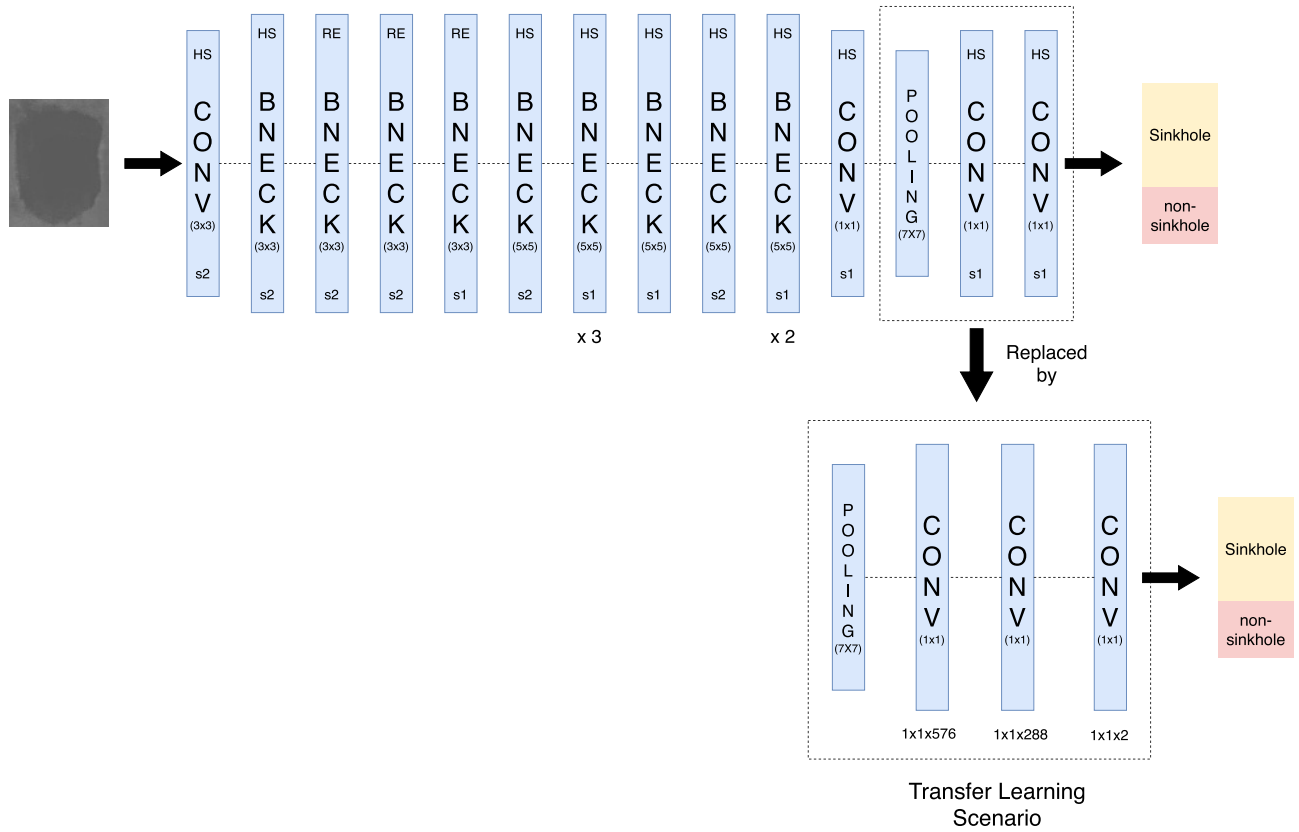 HS CONV (3x3) s2
HS BNECK (3x3) s2
RE BNECK (3x3) s2
RE BNECK (3x3) s2
RE BNECK (3x3) s1
HS BNECK (5x5) s2
HS BNECK (5x5) s1
x 3
HS BNECK (5x5) s1
HS BNECK (5x5) s2
HS BNECK (5x5) s1
x 2
HS CONV (1x1) s1
POOLING (7X7)
HS CONV (1x1) s1
HS CONV (1x1) s1
Sinkhole
non-
sinkhole
Replaced
by
POOLING (7X7)
CONV (1x1)
1x1x576
CONV (1x1)
1x1x288
CONV (1x1)
1x1x2
Sinkhole
non-
sinkhole
Transfer Learning
Scenario